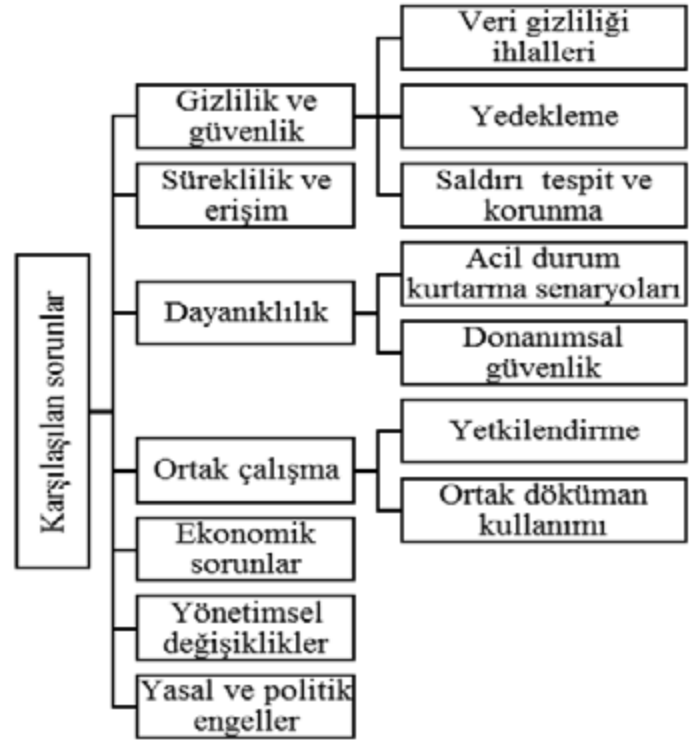 Karşılaşılan sorunlar
Gizlilik ve
güvenlik
Veri gizliliği
ihlalleri
Yedekleme
Saldırı tespit ve
korunma
Süreklilik ve
erişim
Dayanıklılık
Acil durum
kurtarma senaryoları
Donanımsal
güvenlik
Ortak çalışma
Yetkilendirme
Ortak döküman
kullanımı
Ekonomik
sorunlar
Yönetimsel
değişiklikler
Yasal ve politik
engeller